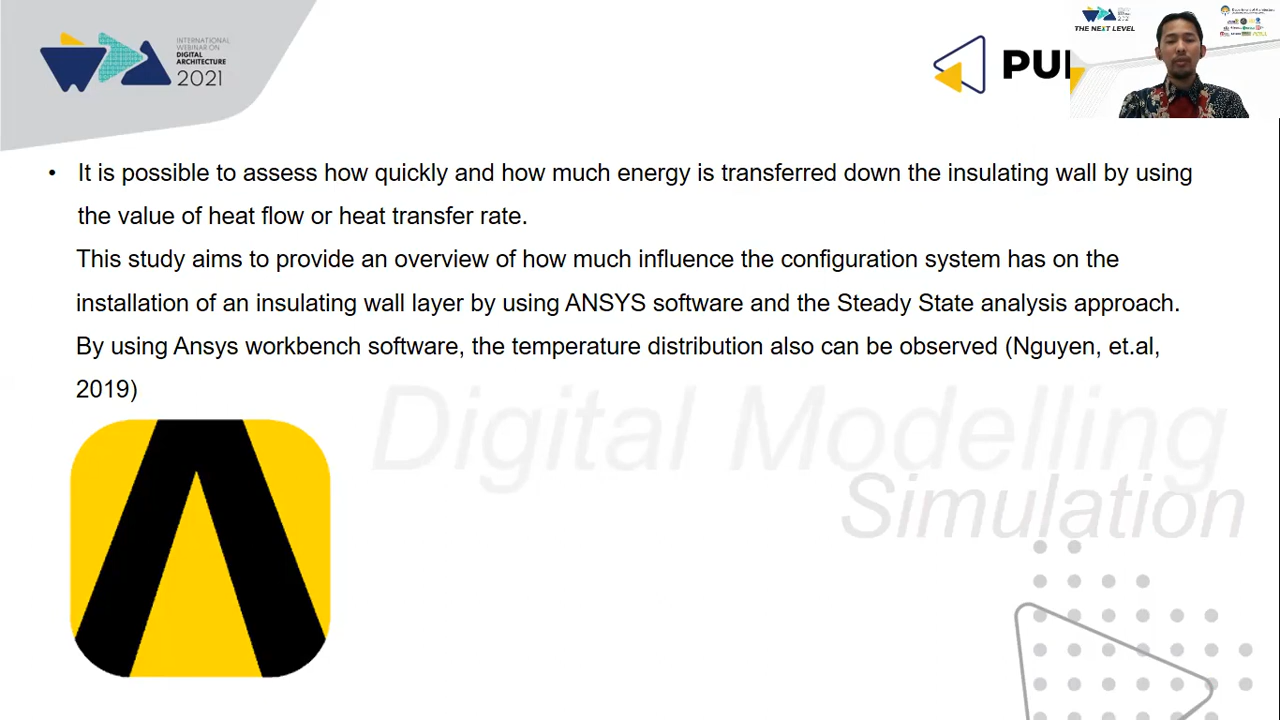 INTERNATIONAL
WEBINAR ON
DIGITAL
ARCHITECTURE
2021
THE NEXT LEVEL
• It is possible to assess how quickly and how much energy is transferred down the insulating wall by using
the value of heat flow or heat transfer rate.
This study aims to provide an overview of how much influence the configuration system has on the
installation of an insulating wall layer by using ANSYS software and the Steady State analysis approach.
By using Ansys workbench software, the temperature distribution also can be observed (Nguyen, et.al,
2019)
Digital Modelling
Simulation